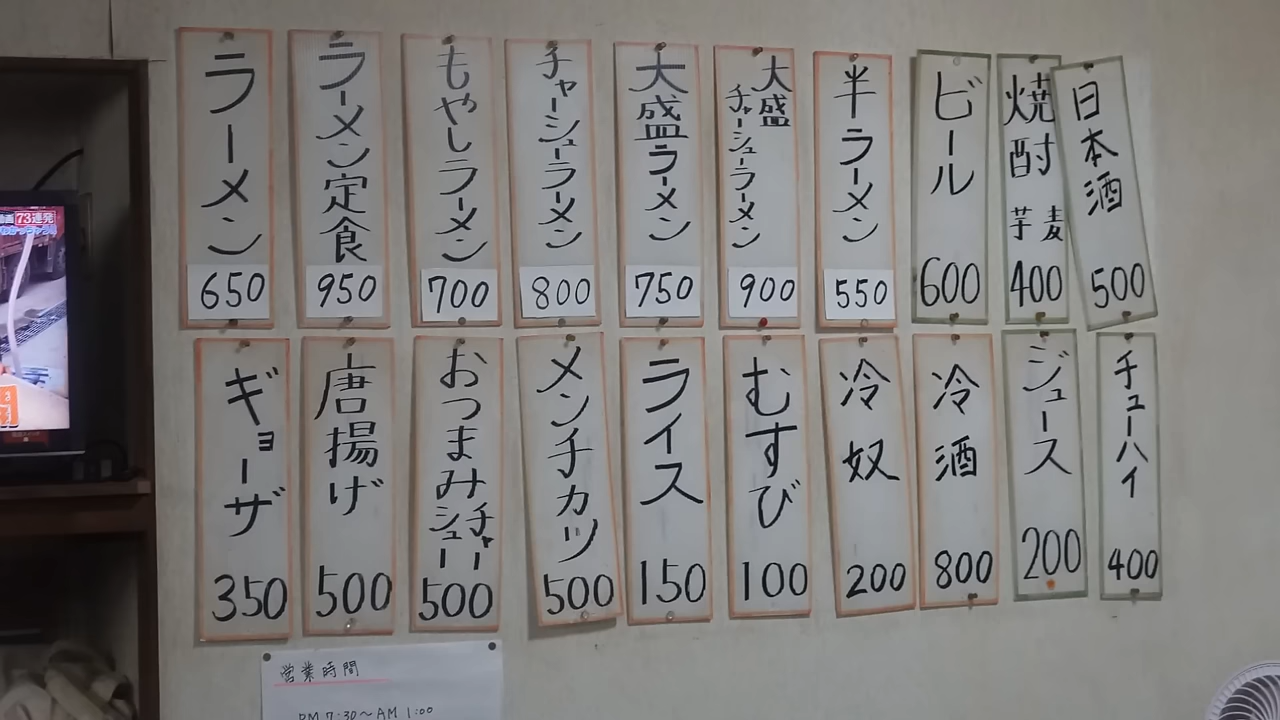 ラーメン
650
ラーメン定食
950
もやしラーメン
700
チャーシューラーメン
800
大盛ラーメン
750
大盛
チャーシューラーメン
900
半ラーメン
550
ビール
600
焼酎
芋 麦
400
日本酒
500
ギョーザ
350
唐揚げ
500
おつまみ
チャーシュー
500
メンチカツ
500
ライス
150
むすび
100
冷奴
200
冷酒
800
ジュース
200
チューハイ
400
営業時間
PM 7:30〜AM 1:00
73連発